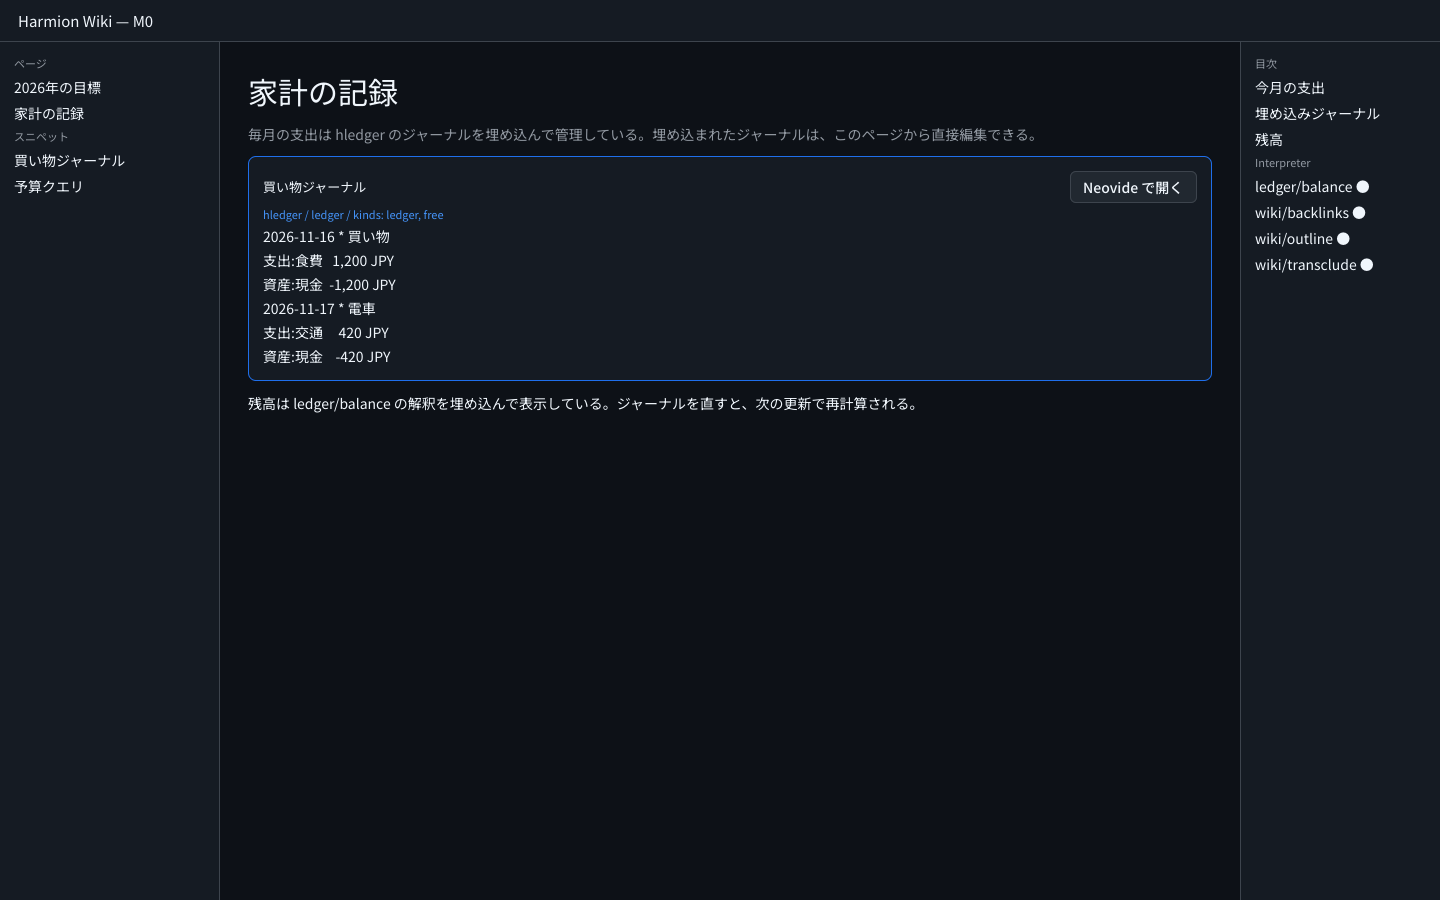 Harmion Wiki — M0
ページ
2026年の目標
家計の記録
スニペット
買い物ジャーナル
予算クエリ
家計の記録
毎月の支出は hledger のジャーナルを埋め込んで管理している。埋め込まれたジャーナルは、このページから直接編集できる。
買い物ジャーナル
Neovide で開く
hledger / ledger / kinds: ledger, free
2026-11-16 * 買い物
支出:食費 1,200 JPY
資産:現金 -1,200 JPY
2026-11-17 * 電車
支出:交通 420 JPY
資産:現金 -420 JPY
残高は ledger/balance の解釈を埋め込んで表示している。ジャーナルを直すと、次の更新で再計算される。
目次
今月の支出
埋め込みジャーナル
残高
Interpreter
ledger/balance
wiki/backlinks
wiki/outline
wiki/transclude